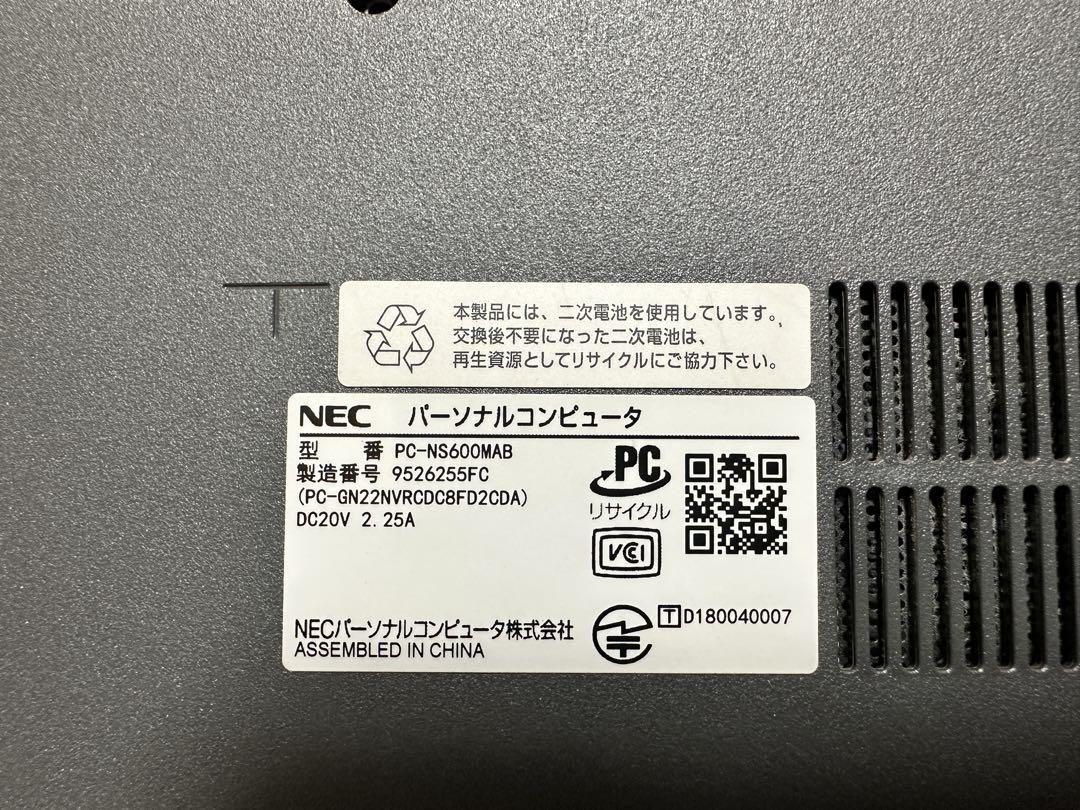 本製品には、二次電池を使用しています。
交換後不要になった二次電池は、
再生資源としてリサイクルにご協力下さい。
NEC パーソナルコンピュータ
型 番 PC-NS600MAB
製造番号 9526255FC
(PC-GN22NVRCDC8FD2CDA)
DC20V 2.25A
PC
リサイクル
VCCI
NECパーソナルコンピュータ株式会社
ASSEMBLED IN CHINA
T D180040007